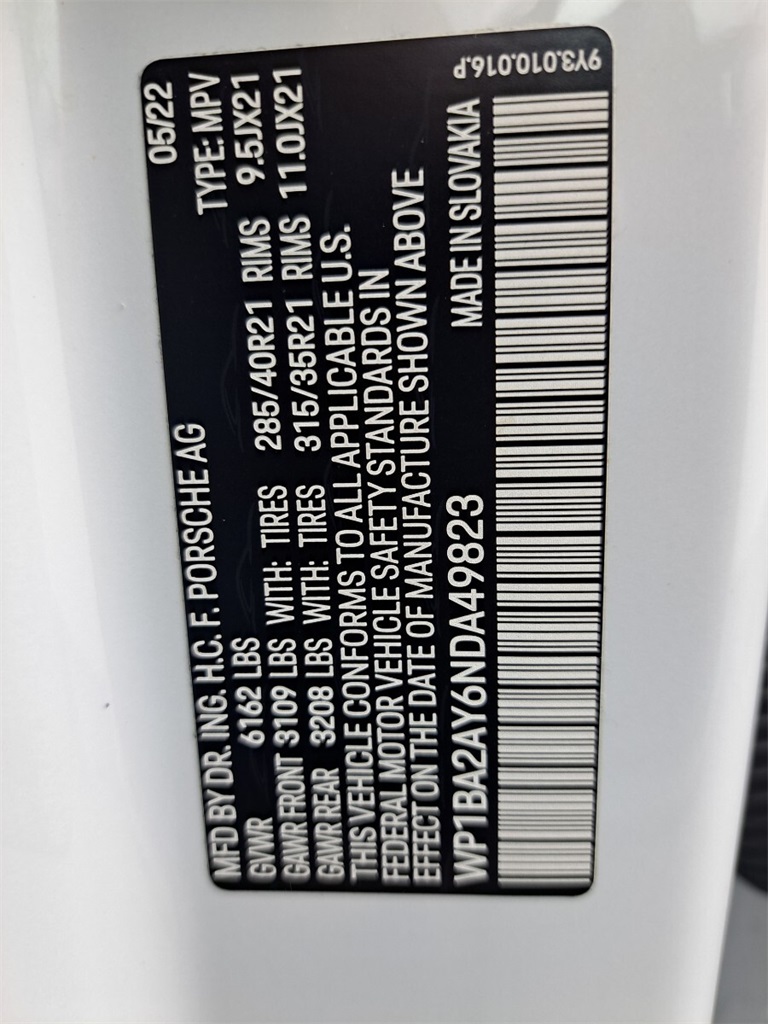 MFD BY DR. ING. H.C. F. PORSCHE AG 05/22
GVWR 6162 LBS TYPE: MPV
GAWR FRONT 3109 LBS WITH: TIRES 285/40R21 RIMS 9.5JX21
GAWR REAR 3208 LBS WITH: TIRES 315/35R21 RIMS 11.0JX21
THIS VEHICLE CONFORMS TO ALL APPLICABLE U.S.
FEDERAL MOTOR VEHICLE SAFETY STANDARDS IN
EFFECT ON THE DATE OF MANUFACTURE SHOWN ABOVE
WP1BA2AY6NDA49823 MADE IN SLOVAKIA
9Y3.010.016.P